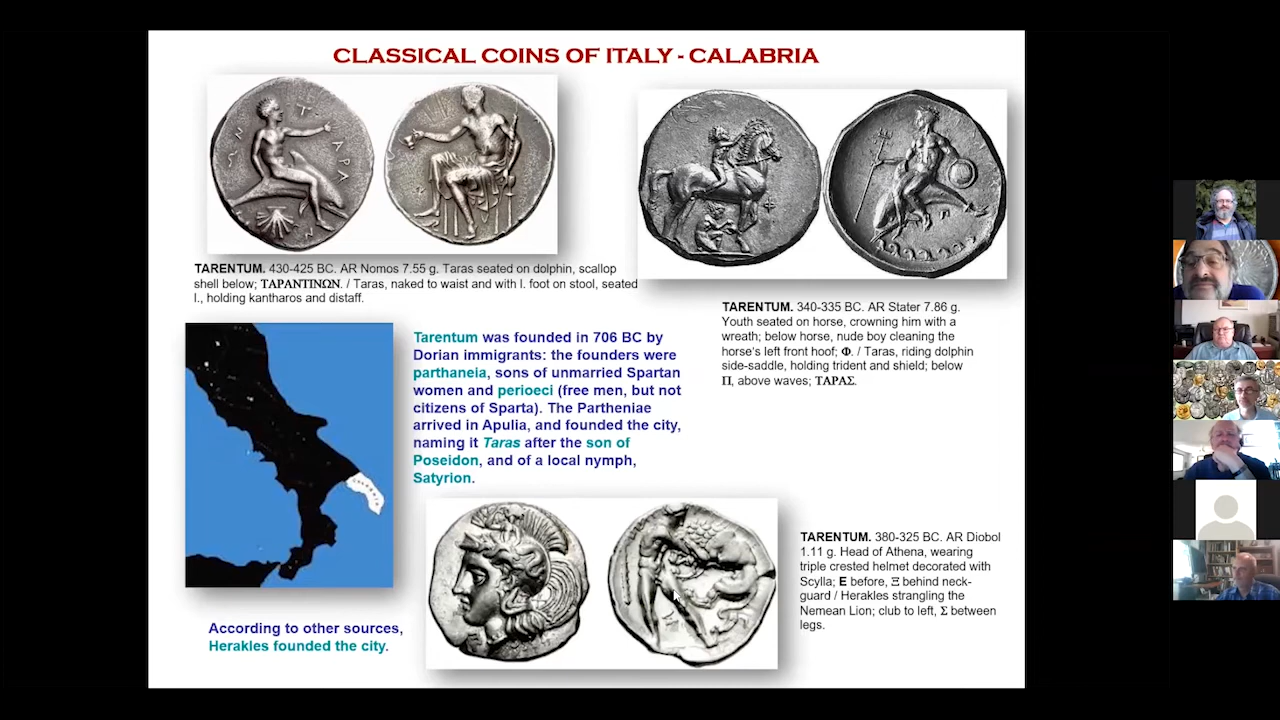 CLASSICAL COINS OF ITALY - CALABRIA
TARENTUM. 430-425 BC. AR Nomos 7.55 g. Taras seated on dolphin, scallop
shell below; ΤΑΡΑΝΤΙΝΩΝ. / Taras, naked to waist and with l. foot on stool, seated
l., holding kantharos and distaff.
TARENTUM. 340-335 BC. AR Stater 7.86 g.
Youth seated on horse, crowning him with a
wreath; below horse, nude boy cleaning the
horse's left front hoof; Φ. / Taras, riding dolphin
side-saddle, holding trident and shield; below
Π, above waves; ΤΑΡΑΣ.
Tarentum was founded in 706 BC by
Dorian immigrants: the founders were
parthaneia, sons of unmarried Spartan
women and perioeci (free men, but not
citizens of Sparta). The Partheniae
arrived in Apulia, and founded the city,
naming it Taras after the son of
Poseidon, and of a local nymph,
Satyrion.
CALABRIA
According to other sources,
Herakles founded the city.
TARENTUM. 380-325 BC. AR Diobol
1.11 g. Head of Athena, wearing
triple crested helmet decorated with
Scylla; E before, Ξ behind neck-
guard / Herakles strangling the
Nemean Lion; club to left, Σ between
legs.